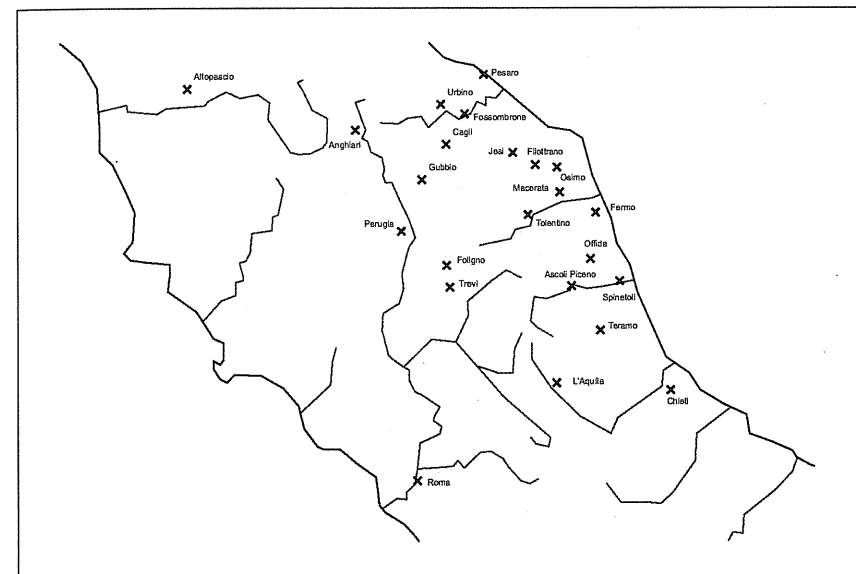 Pesaro
Altopascio
Urbino
Fossombrone
Anghiari
Cagli
Jesi
Filottrano
Gubbio
Osimo
Macerata
Fermo
Tolentino
Perugia
Offida
Foligno
Ascoli Piceno
Trevi
Spinetoli
Teramo
L'Aquila
Chieti
Roma